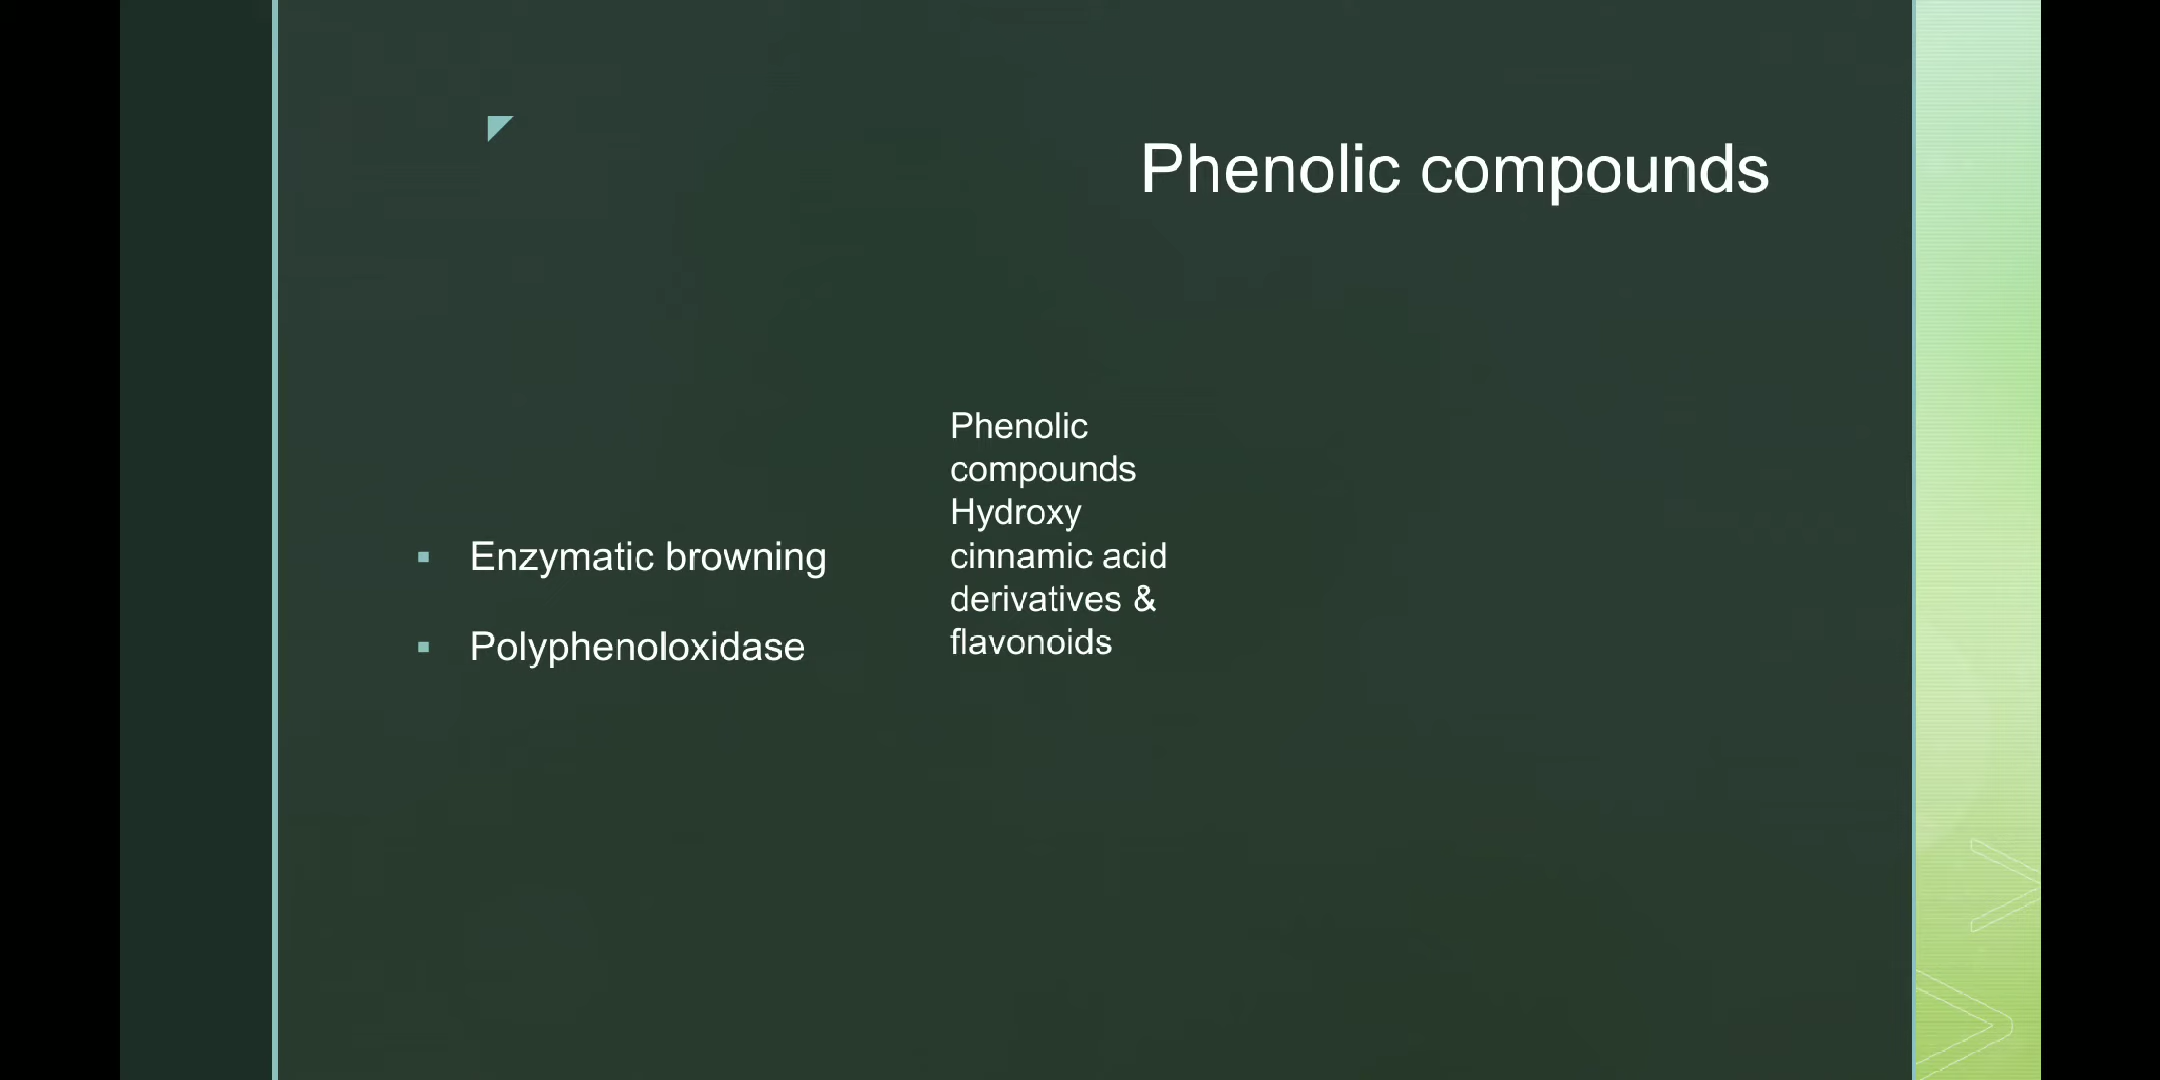 Phenolic compounds
Enzymatic browning
Polyphenoloxidase
Phenolic
compounds
Hydroxy
cinnamic acid
derivatives &
flavonoids